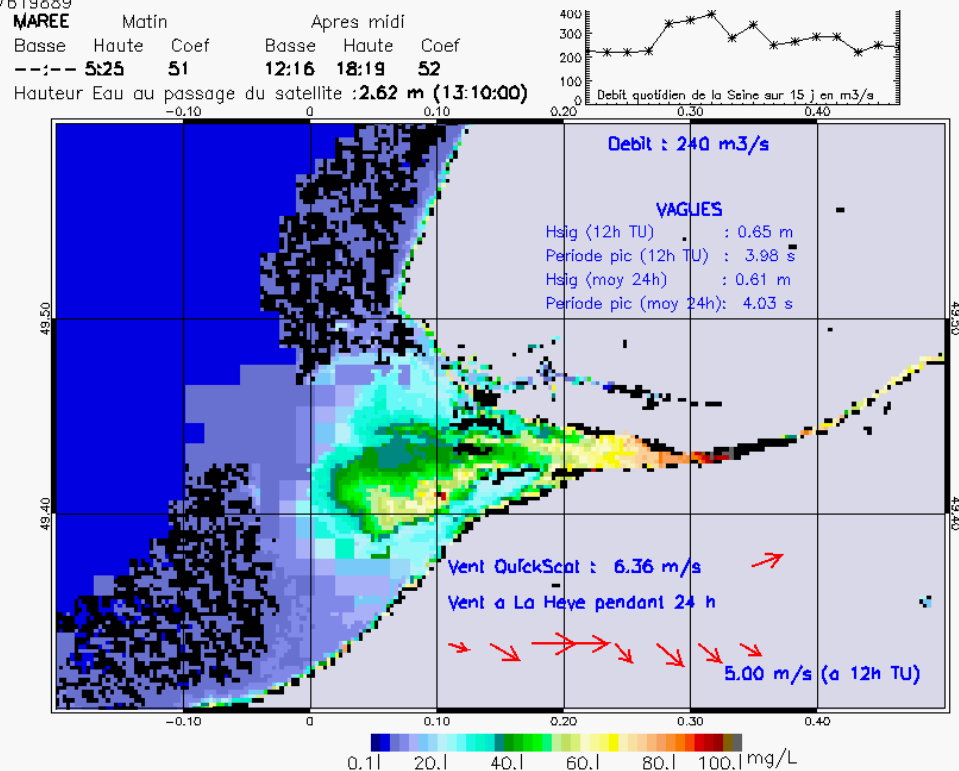 619889
MAREE Matin Apres midi
Basse Haute Coef Basse Haute Coef
--:-- 5:25 51 12:16 18:19 52
Hauteur Eau au passage du satellite :2.62 m (13:10:00)
400
300
200
100
0
Debit quotidien de la Seine sur 15 j en m3/s
-0.10 0 0.10 0.20 0.30 0.40
Debit : 240 m3/s
VAGUES
Hsig (12h TU) : 0.65 m
Periode pic (12h TU) : 3.98 s
Hsig (moy 24h) : 0.61 m
Periode pic (moy 24h): 4.03 s
49.50 49.50
49.40 49.40
Vent QuickScat : 6.36 m/s
Vent a La Heve pendant 24 h
5.00 m/s (a 12h TU)
-0.10 0 0.10 0.20 0.30 0.40
0.1| 20.| 40.| 60.| 80.| 100.| mg/L